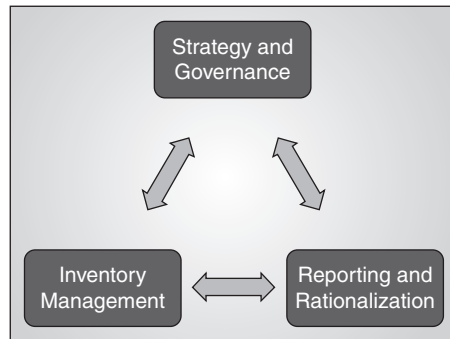 Strategy and
Governance
Inventory
Management
Reporting and
Rationalization